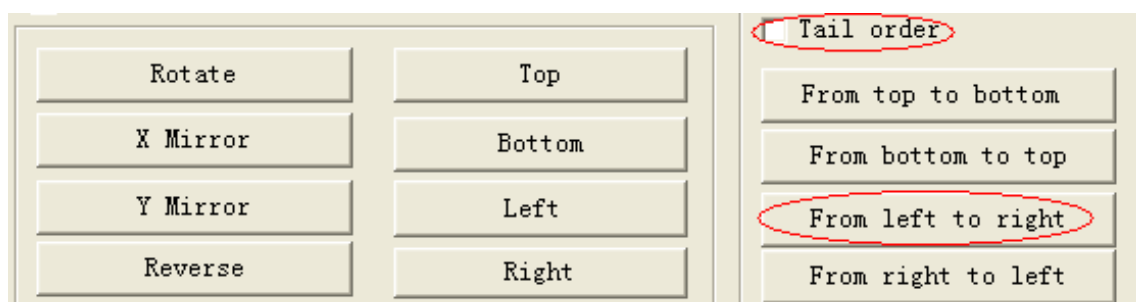 Rotate
X Mirror
Y Mirror
Reverse
Top
Bottom
Left
Right
Tail order
From top to bottom
From bottom to top
From left to right
From right to left